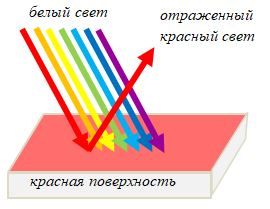 белый свет
отраженный
красный свет
красная поверхность